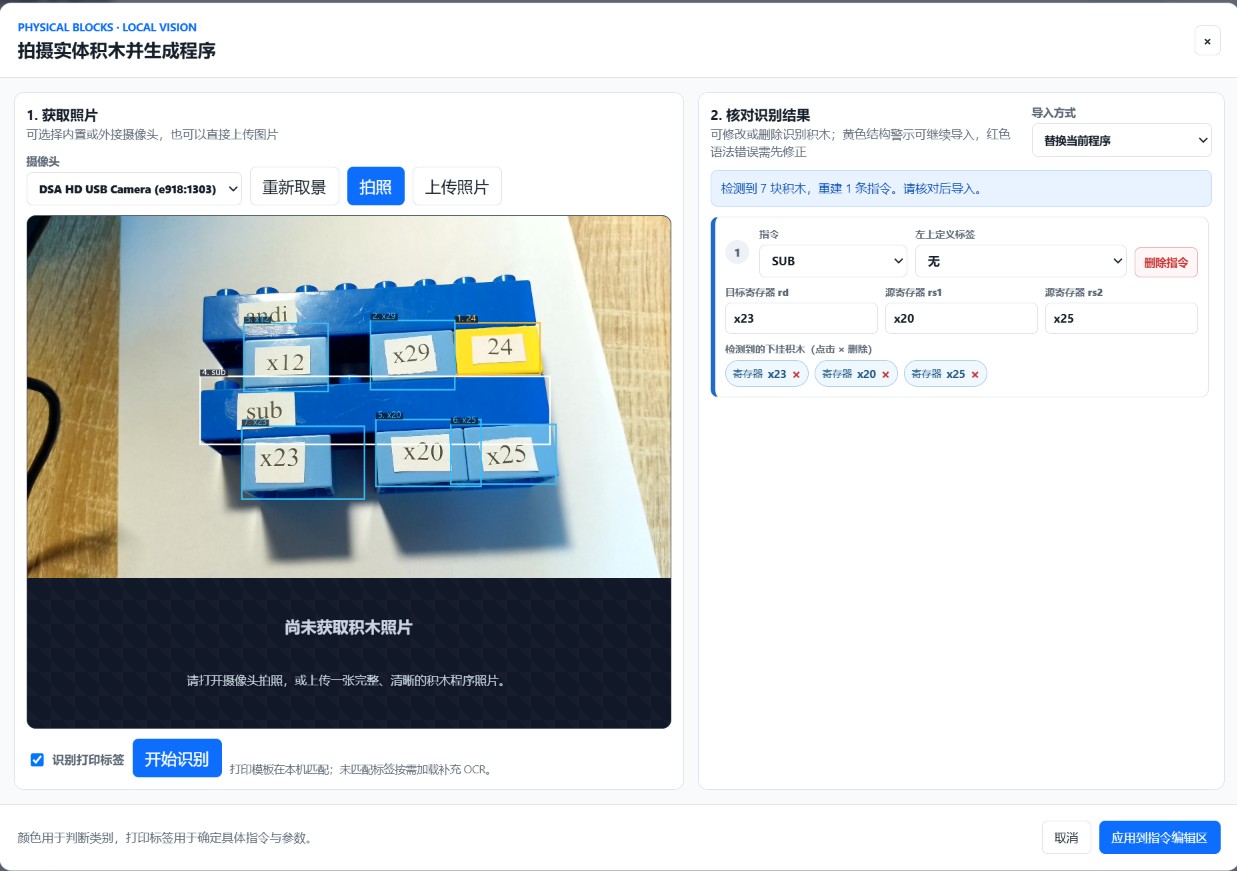 PHYSICAL BLOCKS · LOCAL VISION
拍摄实体积木并生成程序
×
1. 获取照片
可选择内置或外接摄像头，也可以直接上传图片
摄像头
DSA HD USB Camera (e918:1303)
重新取景
拍照
上传照片
andi
2. x29
1. 24
x12
x29
24
4. sub
sub
5. x20
6. x25
7. x23
x23
x20
x25
尚未获取积木照片
请打开摄像头拍照，或上传一张完整、清晰的积木程序照片。
识别打印标签
开始识别
打印模板在本机匹配；未匹配标签按需加载补充 OCR。
2. 核对识别结果
可修改或删除识别积木；黄色结构警示可继续导入，红色
语法错误需先修正
导入方式
替换当前程序
检测到 7 块积木，重建 1 条指令。请核对后导入。
1
指令
SUB
左上定义标签
无
删除指令
目标寄存器 rd
x23
源寄存器 rs1
x20
源寄存器 rs2
x25
检测到的下挂积木（点击 × 删除）
寄存器 x23 ×
寄存器 x20 ×
寄存器 x25 ×
颜色用于判断类别，打印标签用于确定具体指令与参数。
取消
应用到指令编辑区